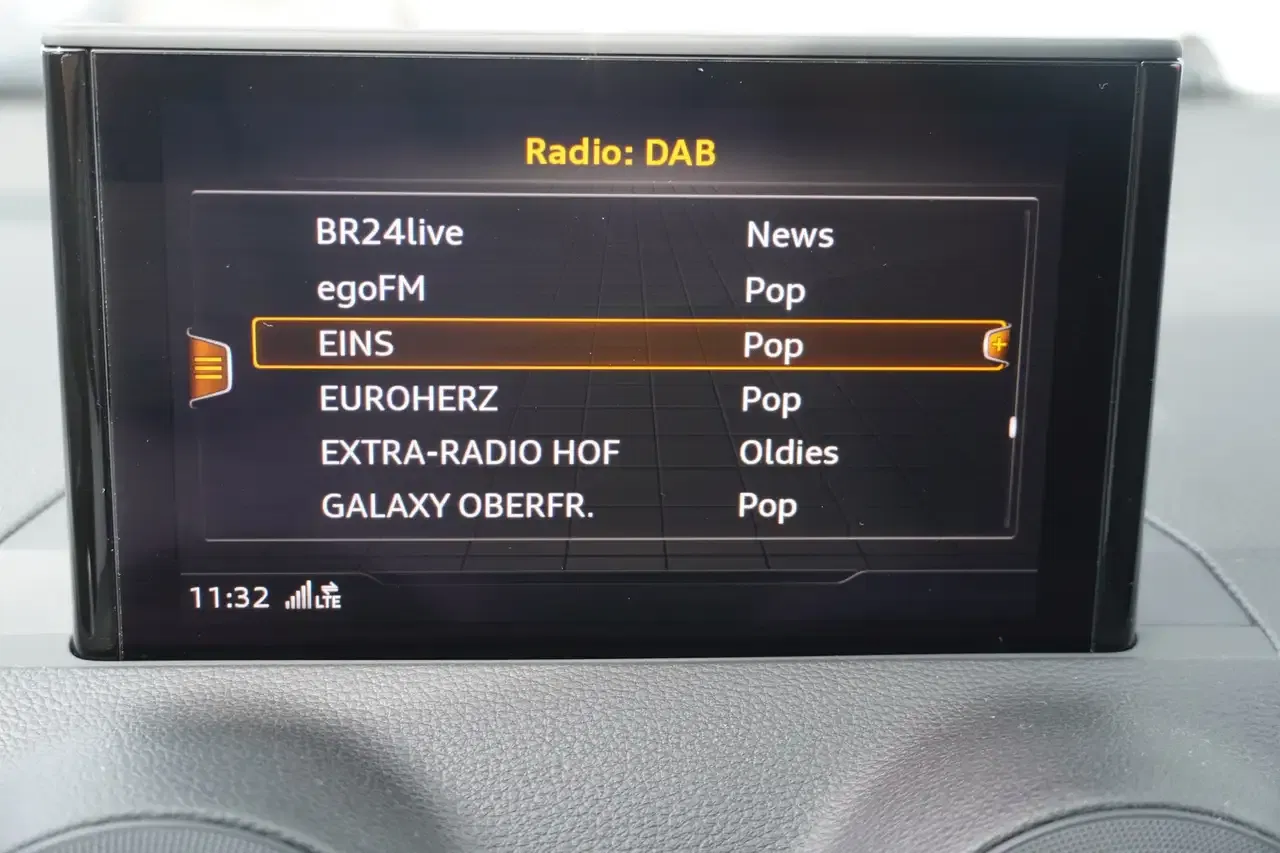 Radio: DAB
BR24live News
egoFM Pop
EINS Pop
EUROHERZ Pop
EXTRA-RADIO HOF Oldies
GALAXY OBERFR. Pop
11:32 LTE